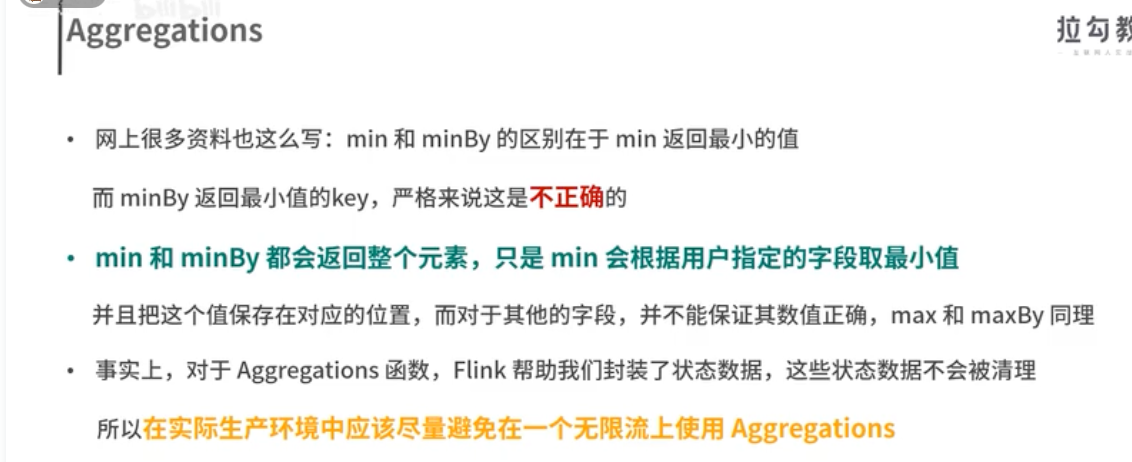 Aggregations
拉勾教
• 网上很多资料也这么写：min 和 minBy 的区别在于 min 返回最小的值
而 minBy 返回最小值的key，严格来说这是不正确的
• min 和 minBy 都会返回整个元素，只是 min 会根据用户指定的字段取最小值
并且把这个值保存在对应的位置，而对于其他的字段，并不能保证其数值正确，max 和 maxBy 同理
• 事实上，对于 Aggregations 函数，Flink 帮助我们封装了状态数据，这些状态数据不会被清理
所以在实际生产环境中应该尽量避免在一个无限流上使用 Aggregations